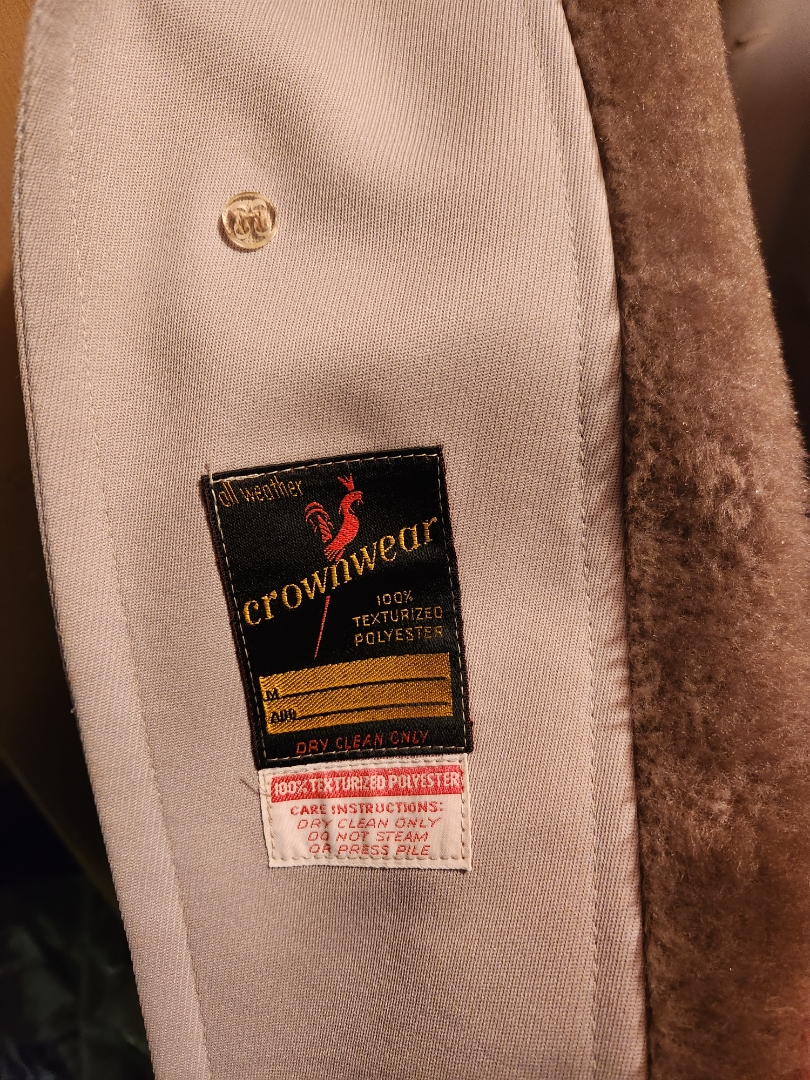 all weather
crownwear
100%
TEXTURIZED
POLYESTER
M
ADD
DRY CLEAN ONLY
100% TEXTURIZED POLYESTER
CARE INSTRUCTIONS:
DRY CLEAN ONLY
DO NOT STEAM
OR PRESS PILE